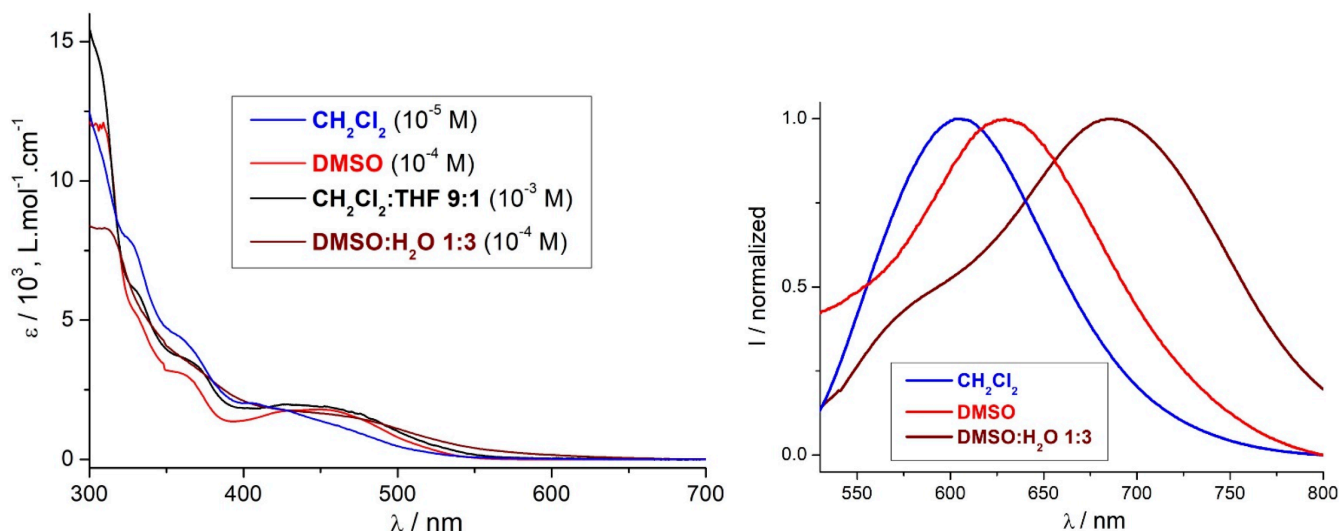 15
10
5
0
ε / 10³, L.mol⁻¹.cm⁻¹
CH₂Cl₂ (10⁻⁵ M)
DMSO (10⁻⁴ M)
CH₂Cl₂:THF 9:1 (10⁻³ M)
DMSO:H₂O 1:3 (10⁻⁴ M)
300 400 500 600 700
λ / nm
1.0
0.5
0.0
I / normalized
CH₂Cl₂
DMSO
DMSO:H₂O 1:3
550 600 650 700 750 800
λ / nm